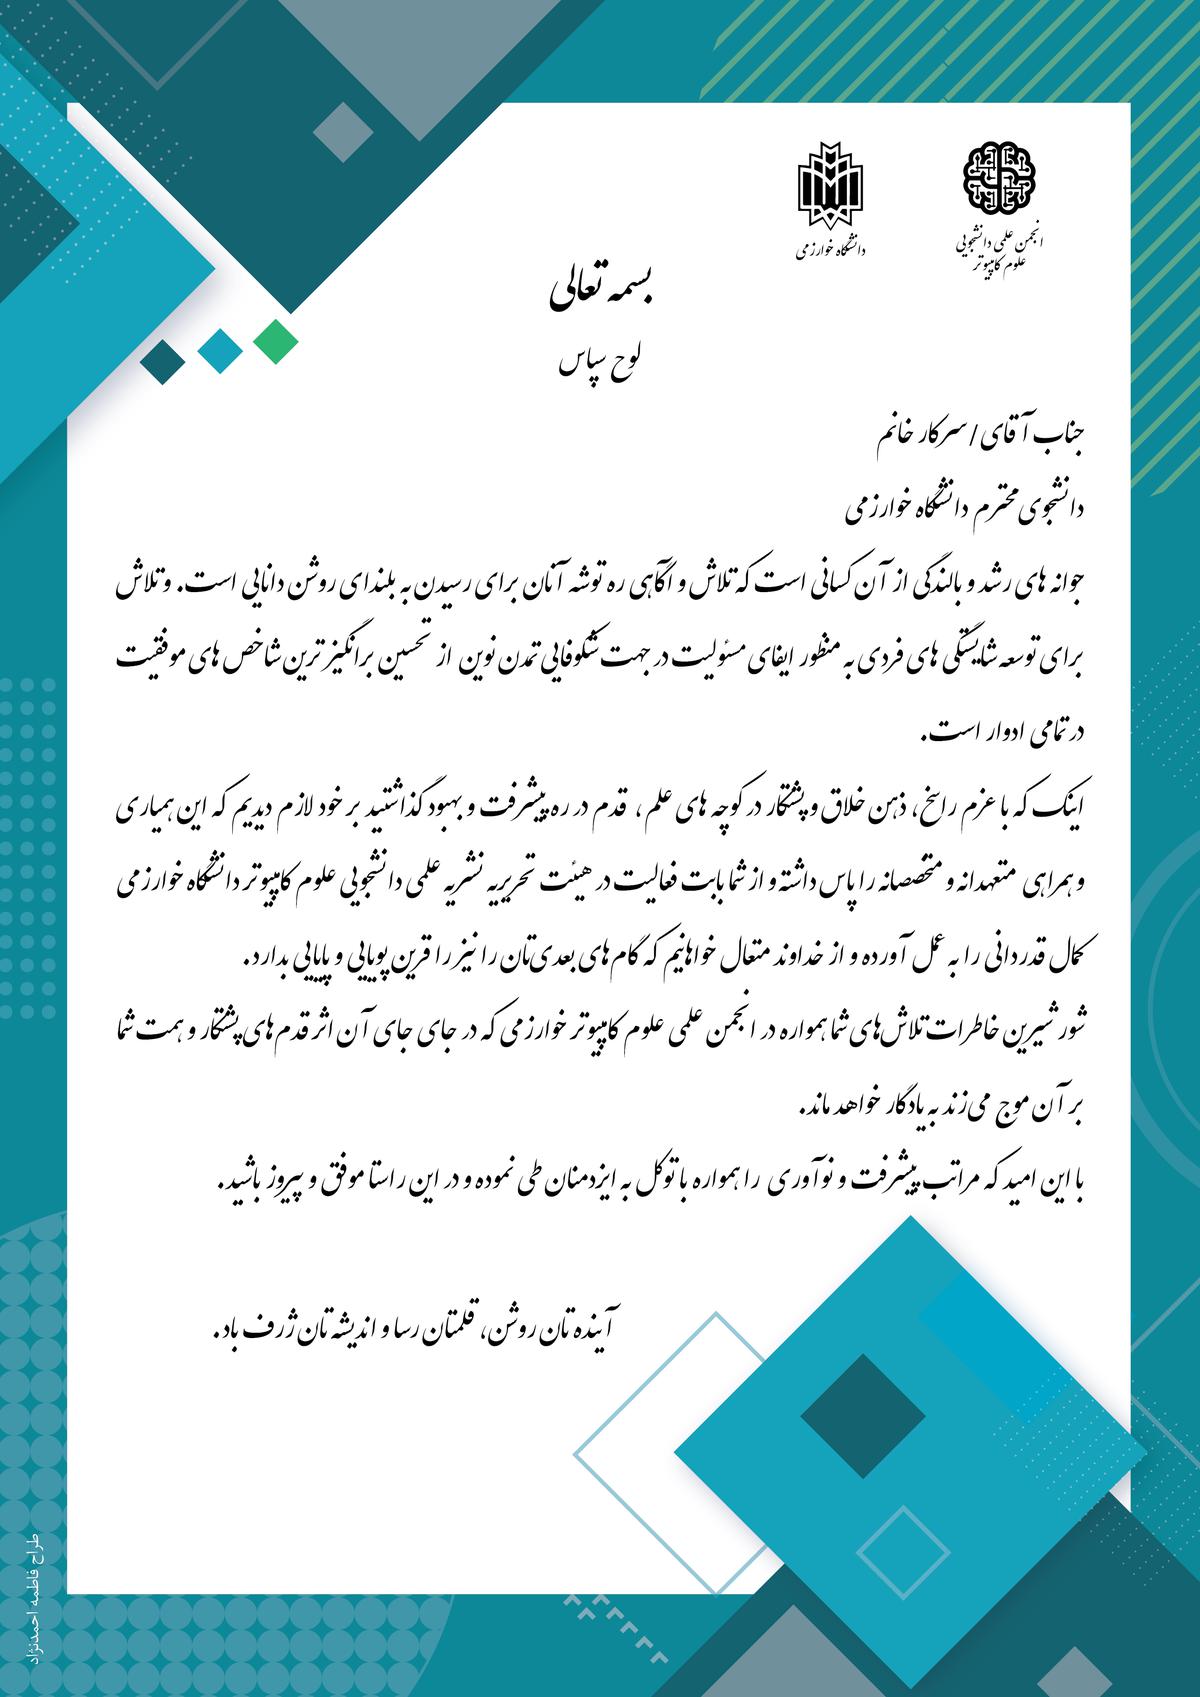 انجمن علمی دانشجویی
علوم کامپیوتر
دانشگاه خوارزمی
بسمه تعالی
لوح سپاس
جناب آقای / سرکار خانم
دانشجوی محترم دانشگاه خوارزمی
جوانه های رشد و بالندگی از آن کسانی است که تلاش و آگاهی ره توشه آنان برای رسیدن به بلندای روشن دانایی است. و تلاش
برای توسعه شایستگی های فردی به منظور ایفای مسئولیت در جهت شکوفایی تمدن نوین از تحسین برانگیز ترین شاخص های موفقیت
در تمامی ادوار است.
اینک که با عزم راسخ، ذهن خلاق و پشتکار در کوچه های علم، قدم در ره پیشرفت و بهبود گذاشتید بر خود لازم دیدیم که این همیاری
و همراهی متعهدانه و متخصصانه را پاس داشته و از شما بابت فعالیت در هیئت تحریریه نشریه علمی دانشجویی علوم کامپیوتر دانشگاه خوارزمی
کمال قدردانی را به عمل آورده و از خداوند متعال خواهانیم که گام‌های بعدی‌تان را نیز را قرین پویایی و پایایی بدارد.
شور شیرین خاطرات تلاش‌های شما همواره در انجمن علمی علوم کامپیوتر خوارزمی که در جای جای آن اثر قدم‌های پشتکار و همت شما
بر آن موج می‌زند به یادگار خواهد ماند.
با این امید که مراتب پیشرفت و نوآوری را همواره با توکل به ایزدمنان طی نموده و در این راستا موفق و پیروز باشید.
آینده تان روشن، قلمتان رسا و اندیشه تان ژرف باد.
طراح فاطمه احمدنژاد